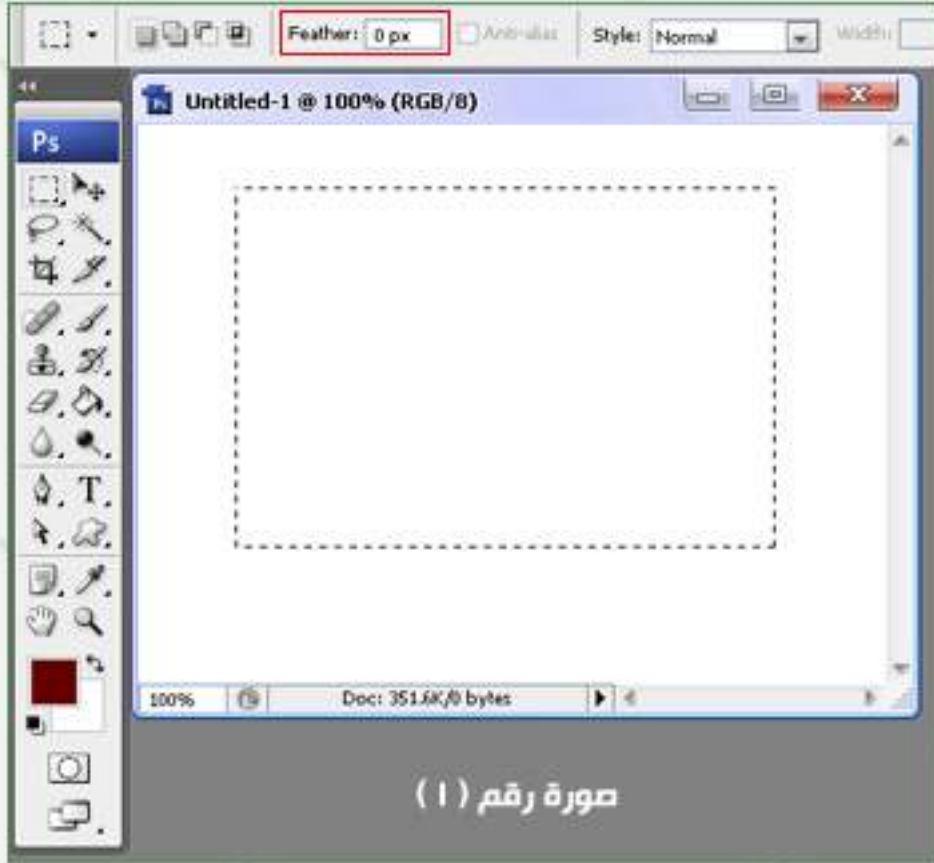 Feather: 0 px Anti-alias Style: Normal Width:
Ps
Untitled-1 @ 100% (RGB/8)
T
100% Doc: 351.6K/0 bytes
صورة رقم (١)